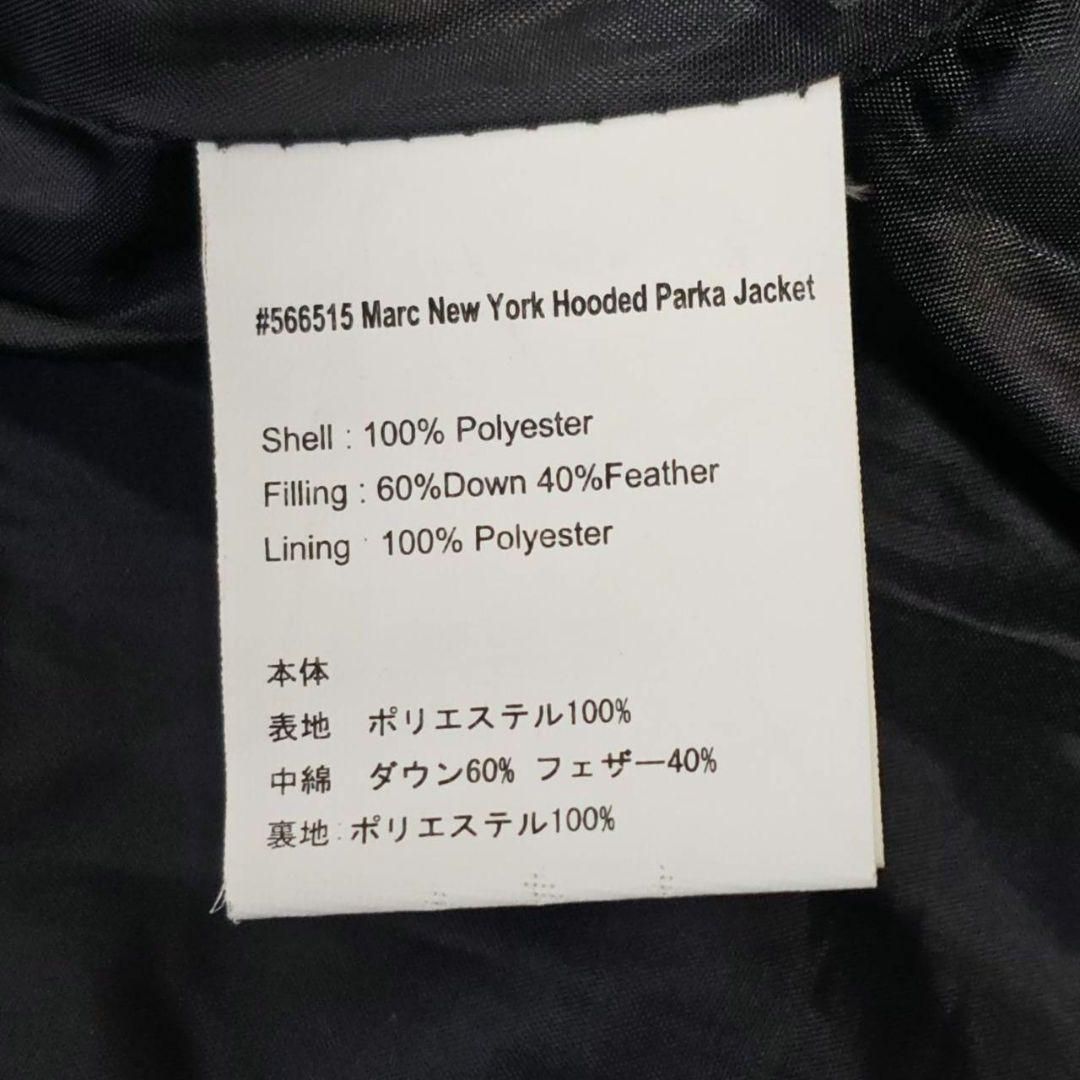 #566515 Marc New York Hooded Parka Jacket
Shell : 100% Polyester
Filling : 60%Down 40%Feather
Lining : 100% Polyester
本体
表地 ポリエステル100%
中綿 ダウン60% フェザー40%
裏地:ポリエステル100%